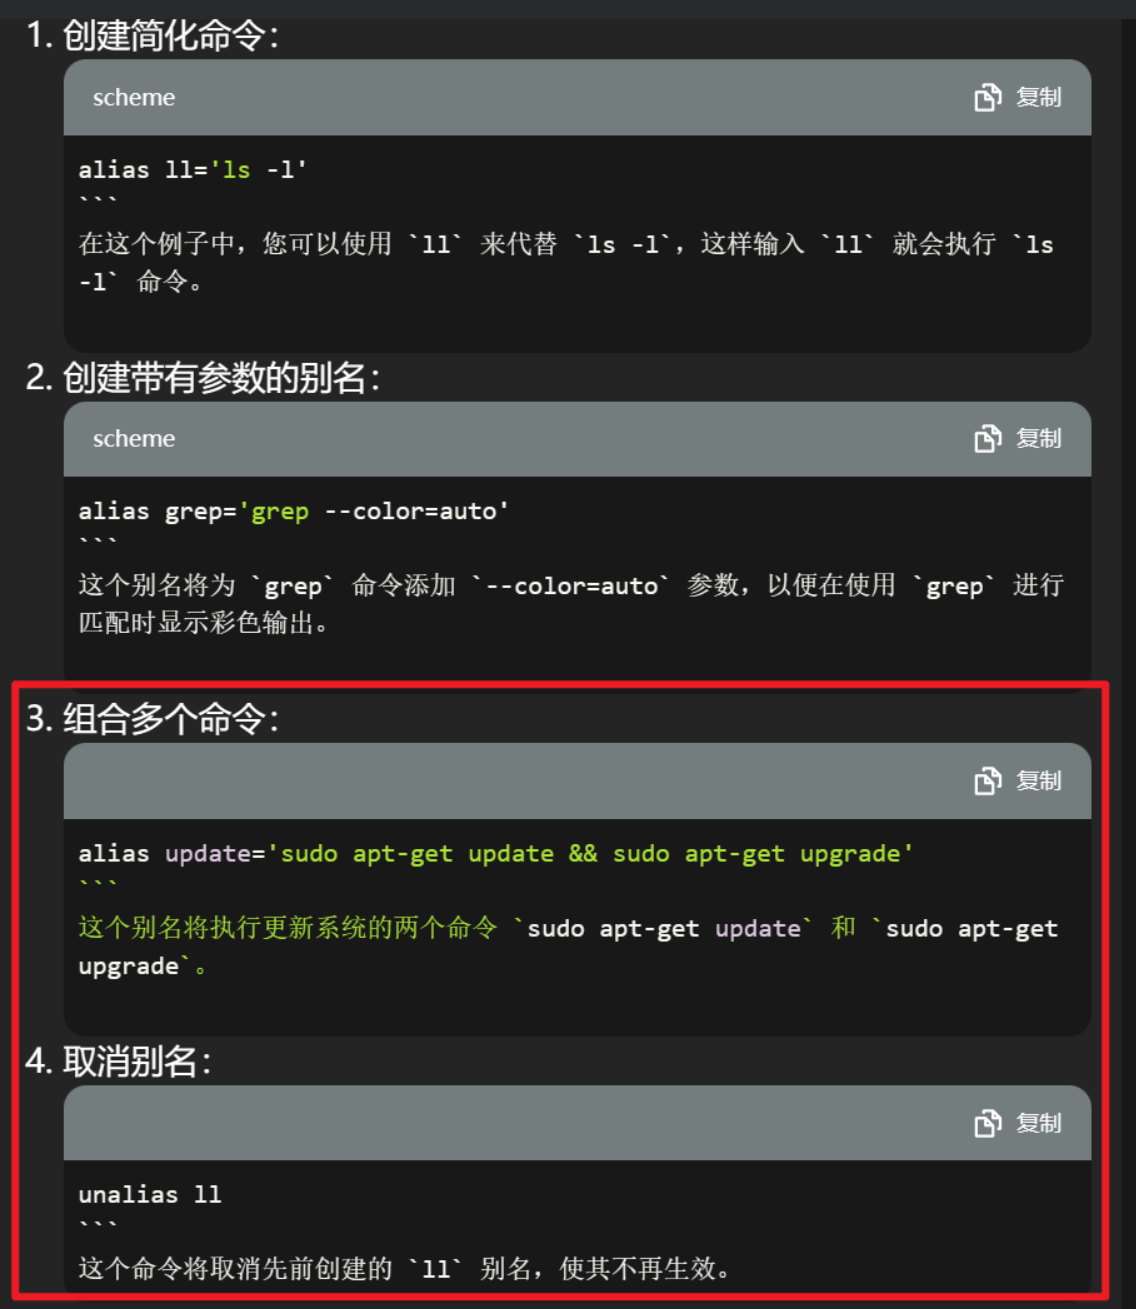 1. 创建简化命令：
scheme 复制
alias ll='ls -l'
```
在这个例子中，您可以使用 `ll` 来代替 `ls -l`，这样输入 `ll` 就会执行 `ls
-l` 命令。
2. 创建带有参数的别名：
scheme 复制
alias grep='grep --color=auto'
```
这个别名将为 `grep` 命令添加 `--color=auto` 参数，以便在使用 `grep` 进行
匹配时显示彩色输出。
3. 组合多个命令：
复制
alias update='sudo apt-get update && sudo apt-get upgrade'
```
这个别名将执行更新系统的两个命令 `sudo apt-get update` 和 `sudo apt-get
upgrade`。
4. 取消别名：
复制
unalias ll
```
这个命令将取消先前创建的 `ll` 别名，使其不再生效。